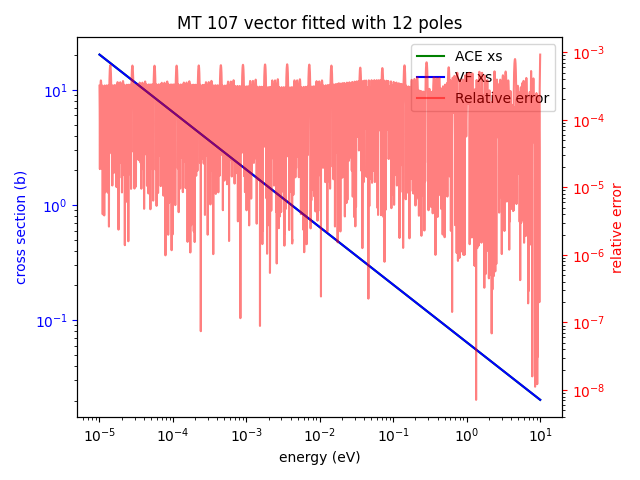 MT 107 vector fitted with 12 poles
ACE xs
VF xs
Relative error
cross section (b)
10¹
10⁰
10⁻¹
10⁻³
10⁻⁴
10⁻⁵
10⁻⁶
10⁻⁷
10⁻⁸
relative error
10⁻⁵ 10⁻⁴ 10⁻³ 10⁻² 10⁻¹ 10⁰ 10¹
energy (eV)